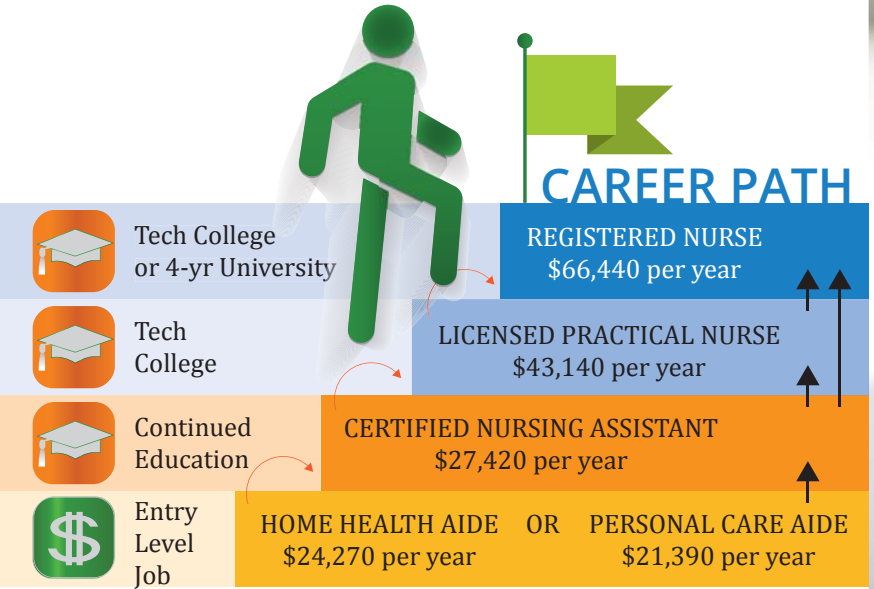 CAREER PATH
Tech College
or 4-yr University
REGISTERED NURSE
$66,440 per year
Tech
College
LICENSED PRACTICAL NURSE
$43,140 per year
Continued
Education
CERTIFIED NURSING ASSISTANT
$27,420 per year
Entry
Level
Job
$
HOME HEALTH AIDE OR PERSONAL CARE AIDE
$24,270 per year $21,390 per year